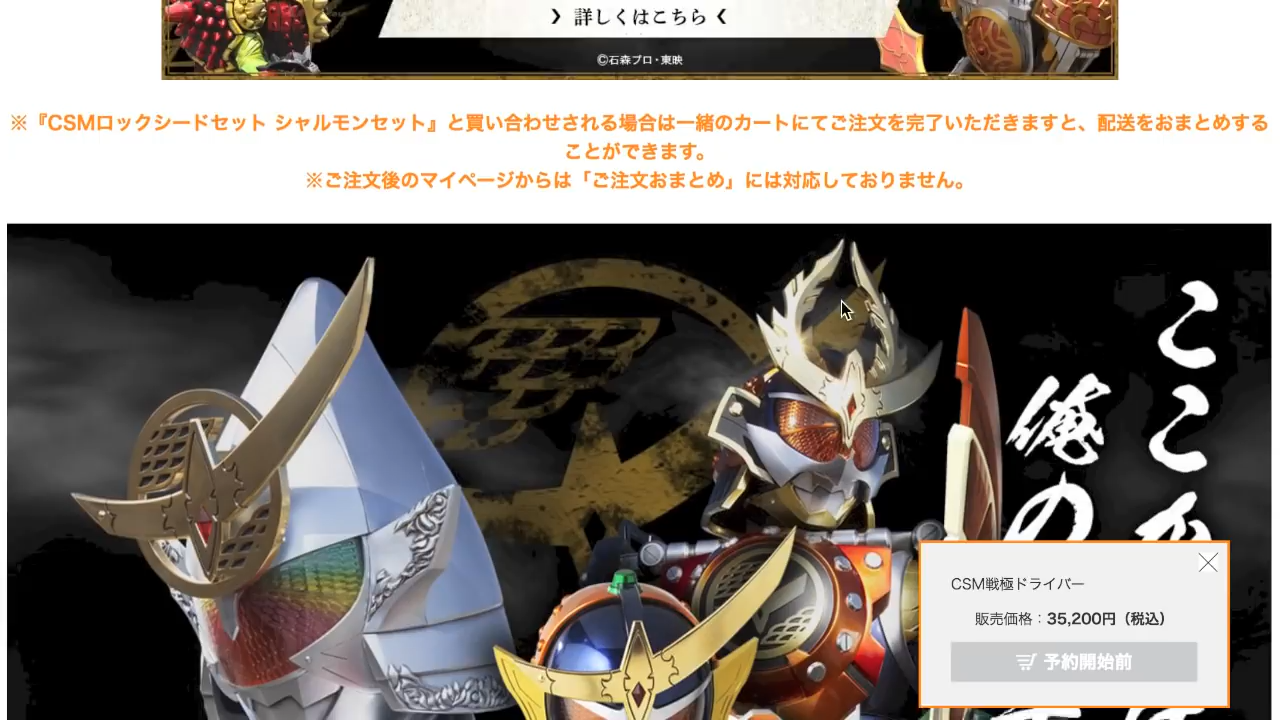 ❯ 詳しくはこちら ❮
©石森プロ・東映
※『CSMロックシードセット シャルモンセット』と買い合わせされる場合は一緒のカートにてご注文を完了いただきますと、配送をおまとめする
ことができます。
※ご注文後のマイページからは「ご注文おまとめ」には対応しておりません。
ここか
俺の
CSM戦極ドライバー
販売価格：35,200円（税込）
予約開始前